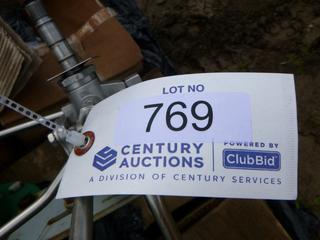 LOT NO
769
CENTURY
AUCTIONS
POWERED BY
ClubBid
A DIVISION OF CENTURY SERVICES